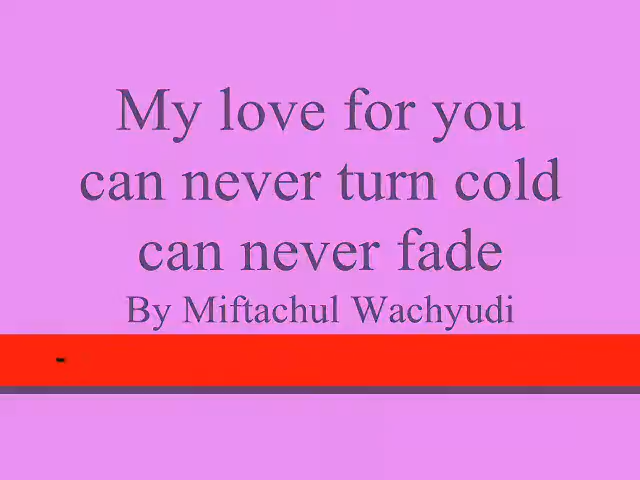 My love for you
can never turn cold
can never fade
By Miftachul Wachyudi
-